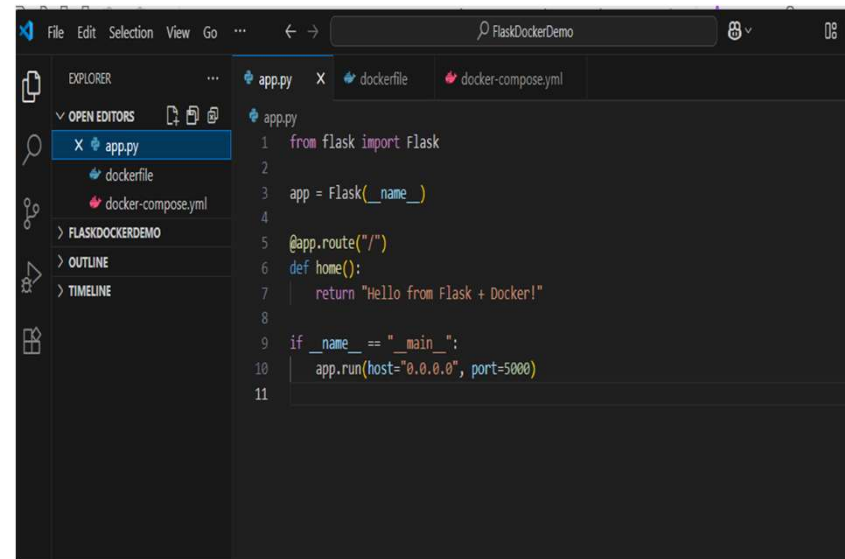 File Edit Selection View Go ... FlaskDockerDemo
EXPLORER ...
OPEN EDITORS
X app.py
dockerfile
docker-compose.yml
FLASKDOCKERDEMO
OUTLINE
TIMELINE
app.py X dockerfile docker-compose.yml
app.py
1 from flask import Flask
2
3 app = Flask(__name__)
4
5 @app.route("/")
6 def home():
7 return "Hello from Flask + Docker!"
8
9 if __name__ == "__main__":
10 app.run(host="0.0.0.0", port=5000)
11